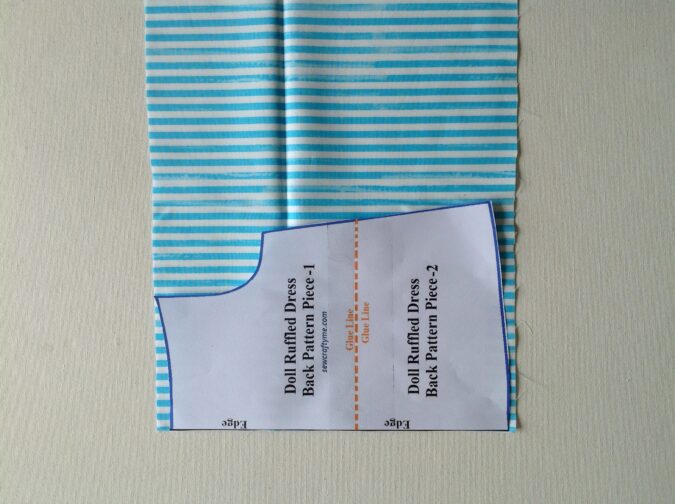 Doll Ruffled Dress
Back Pattern Piece -1
sewcraftyme.com
Glue Line
Glue Line
Doll Ruffled Dress
Back Pattern Piece-2
Edge
Edge